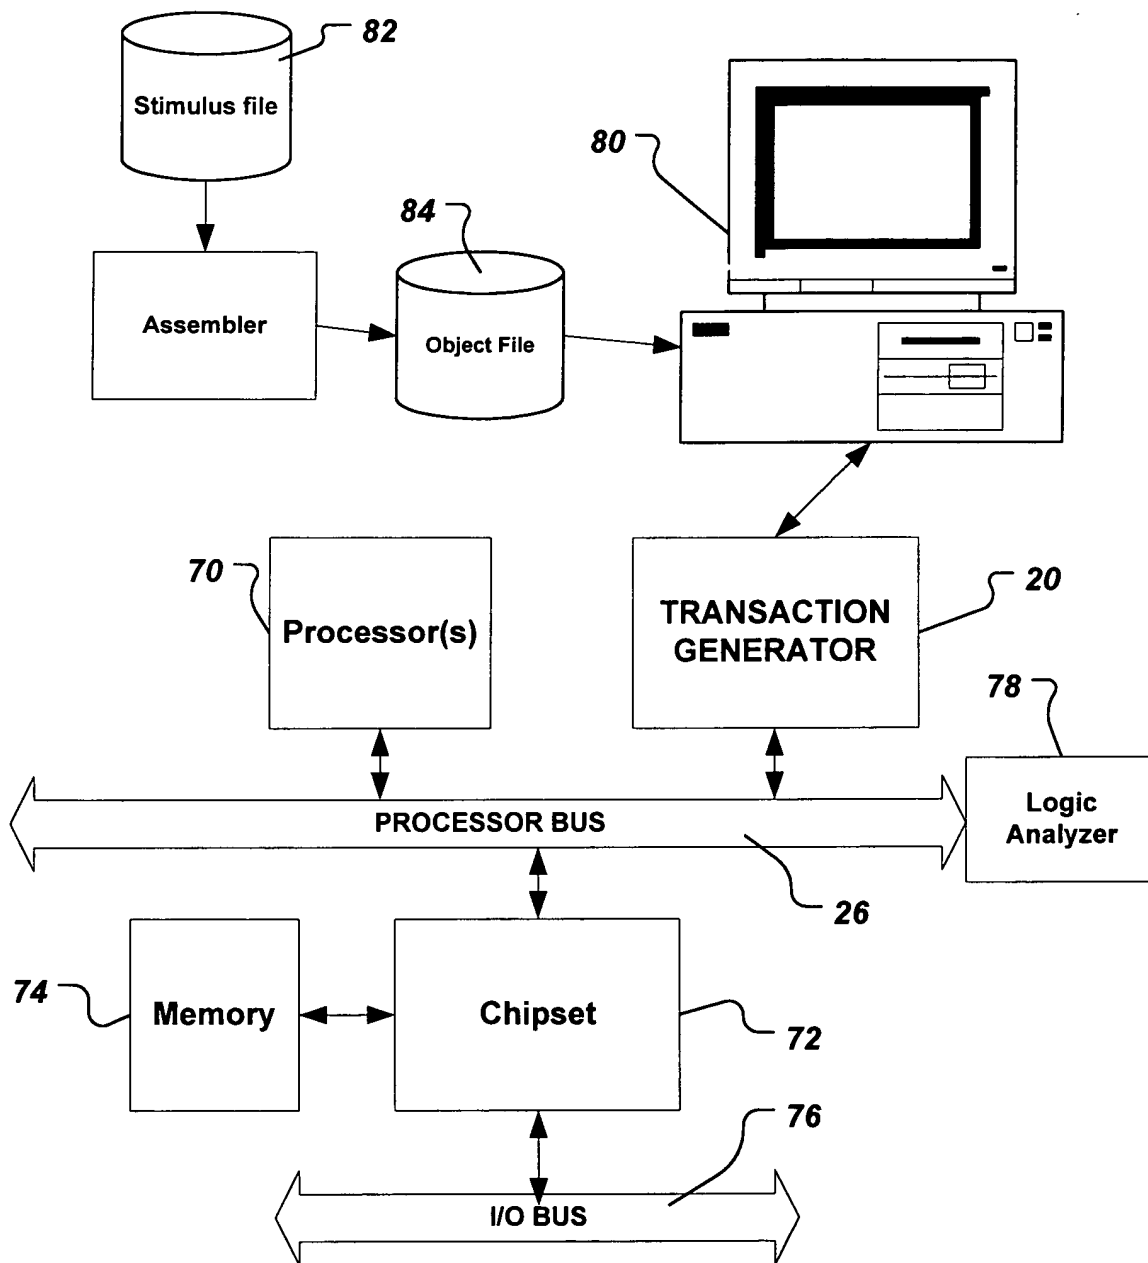 82
Stimulus file
80
84
Assembler
Object File
70
Processor(s)
TRANSACTION
GENERATOR
20
78
Logic
Analyzer
PROCESSOR BUS
26
74
Memory
Chipset
72
76
I/O BUS